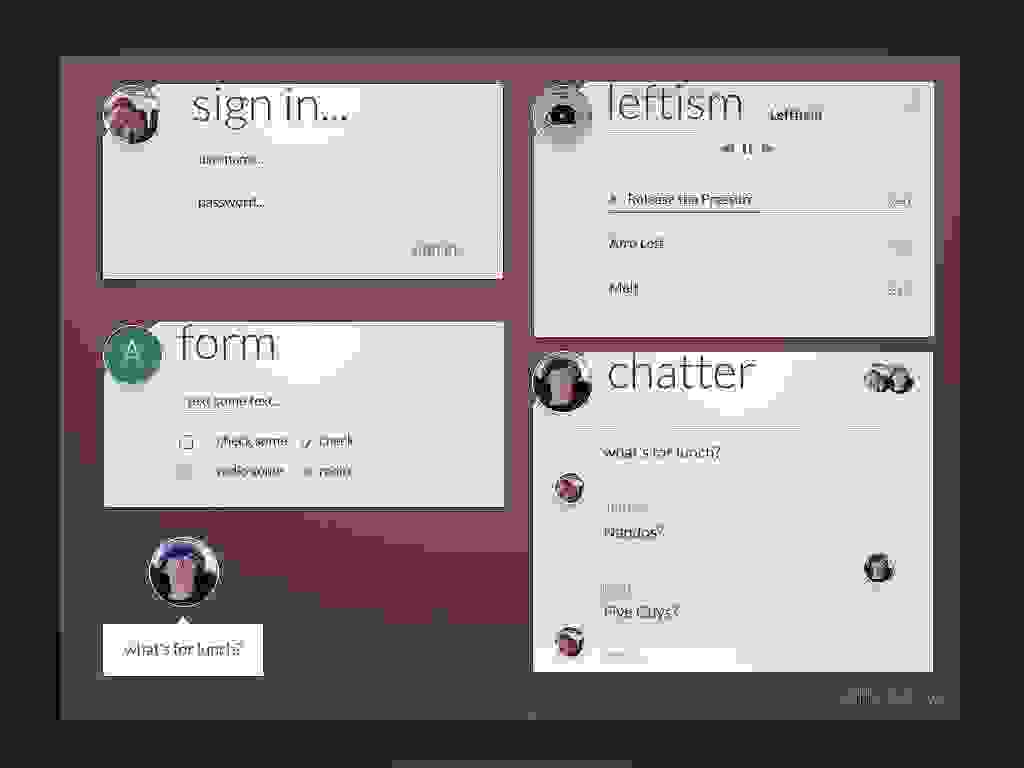 sign in...
username...
password...
sign in
leftism Leftism
Release the Pressure
Afro Left
Melt
A form
text some text...
check some check
radio some radio
chatter
what's for lunch?
Nandos?
Five Guys?
what's for lunch?